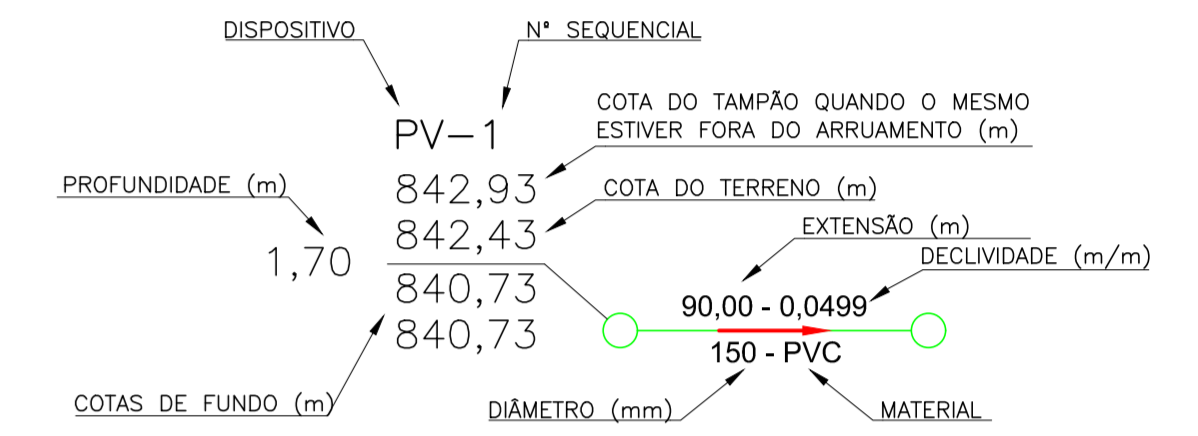 DISPOSITIVO
Nº SEQUENCIAL
PV-1
COTA DO TAMPÃO QUANDO O MESMO
ESTIVER FORA DO ARRUAMENTO (m)
PROFUNDIDADE (m)
842,93
COTA DO TERRENO (m)
842,43
1,70
EXTENSÃO (m)
DECLIVIDADE (m/m)
840,73
840,73
90,00 - 0,0499
150 - PVC
COTAS DE FUNDO (m)
DIÂMETRO (mm)
MATERIAL